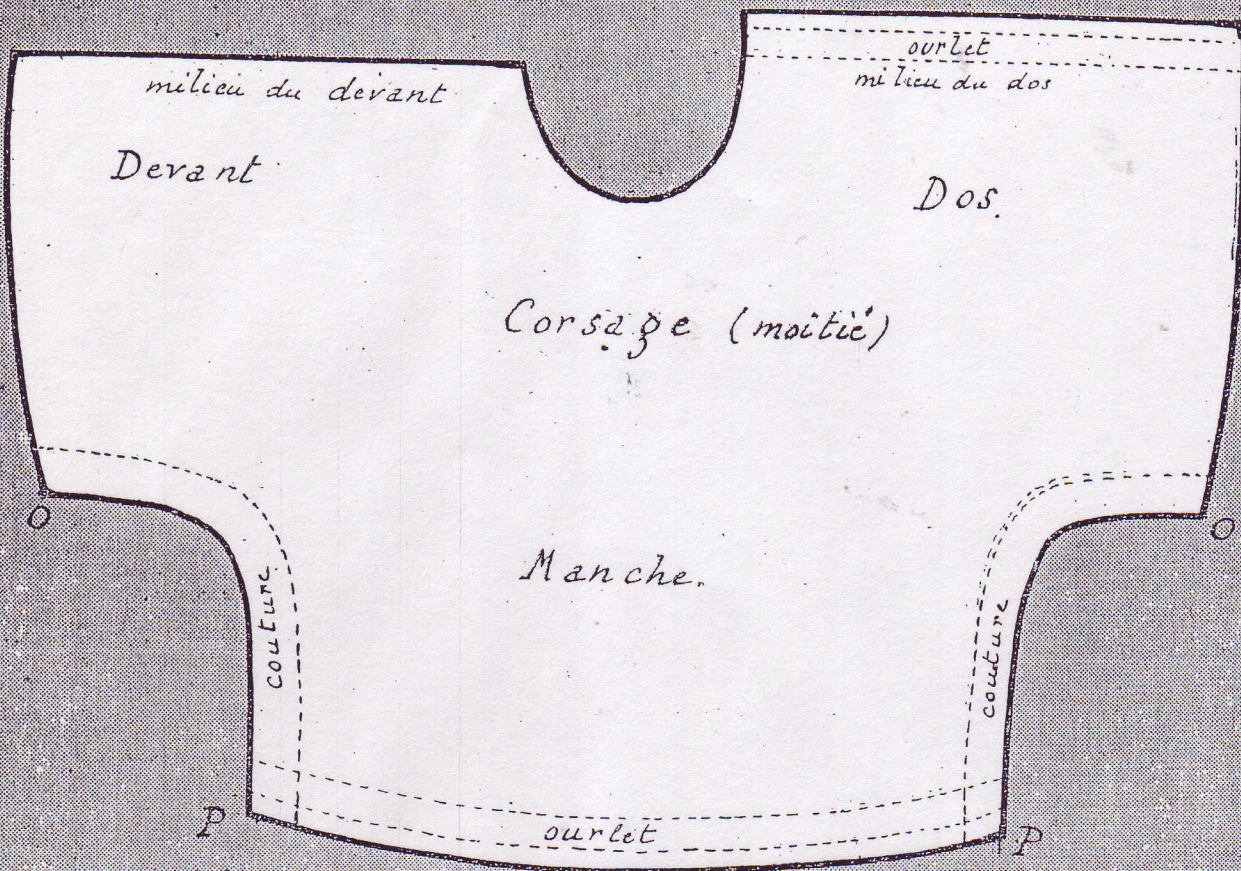 ourlet
milieu du devant
milieu du dos
Devant
Dos.
Corsage (moitié)
O
O
Manche.
couture
couture
P
ourlet
P